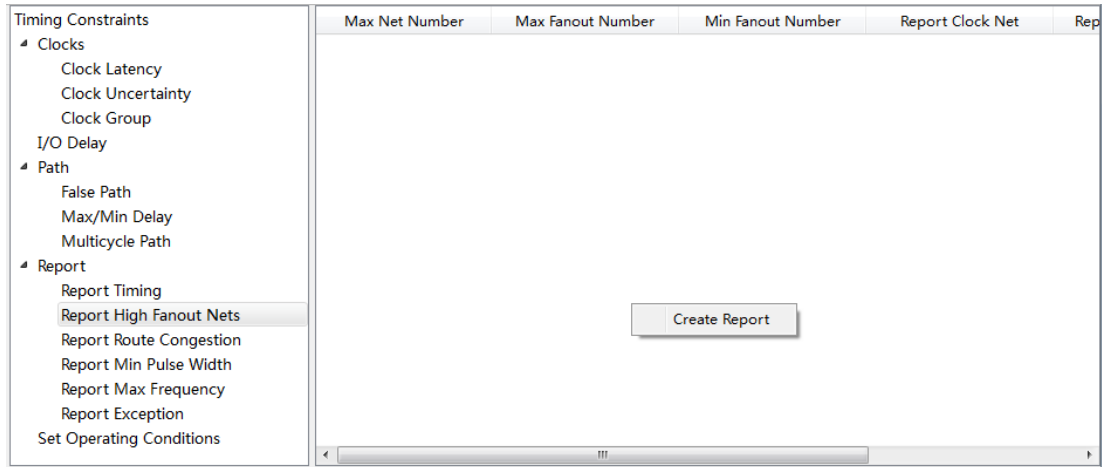 Timing Constraints
Clocks
Clock Latency
Clock Uncertainty
Clock Group
I/O Delay
Path
False Path
Max/Min Delay
Multicycle Path
Report
Report Timing
Report High Fanout Nets
Report Route Congestion
Report Min Pulse Width
Report Max Frequency
Report Exception
Set Operating Conditions
Max Net Number Max Fanout Number Min Fanout Number Report Clock Net Rep
Create Report